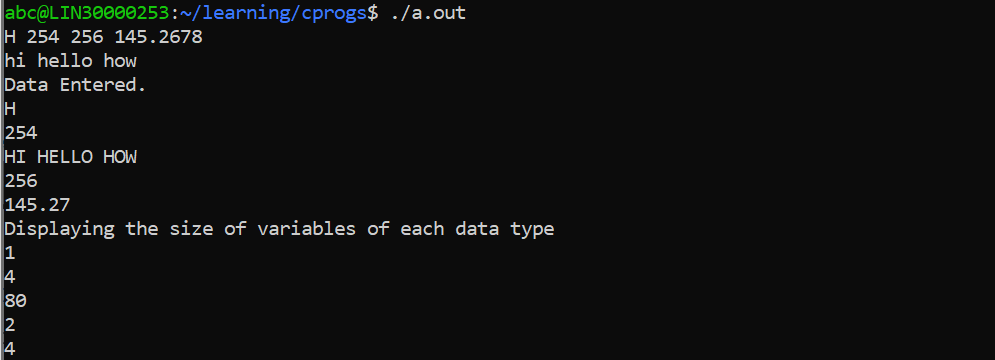 abc@LIN30000253:~/learning/cprogs$ ./a.out
H 254 256 145.2678
hi hello how
Data Entered.
H
254
HI HELLO HOW
256
145.27
Displaying the size of variables of each data type
1
4
80
2
4